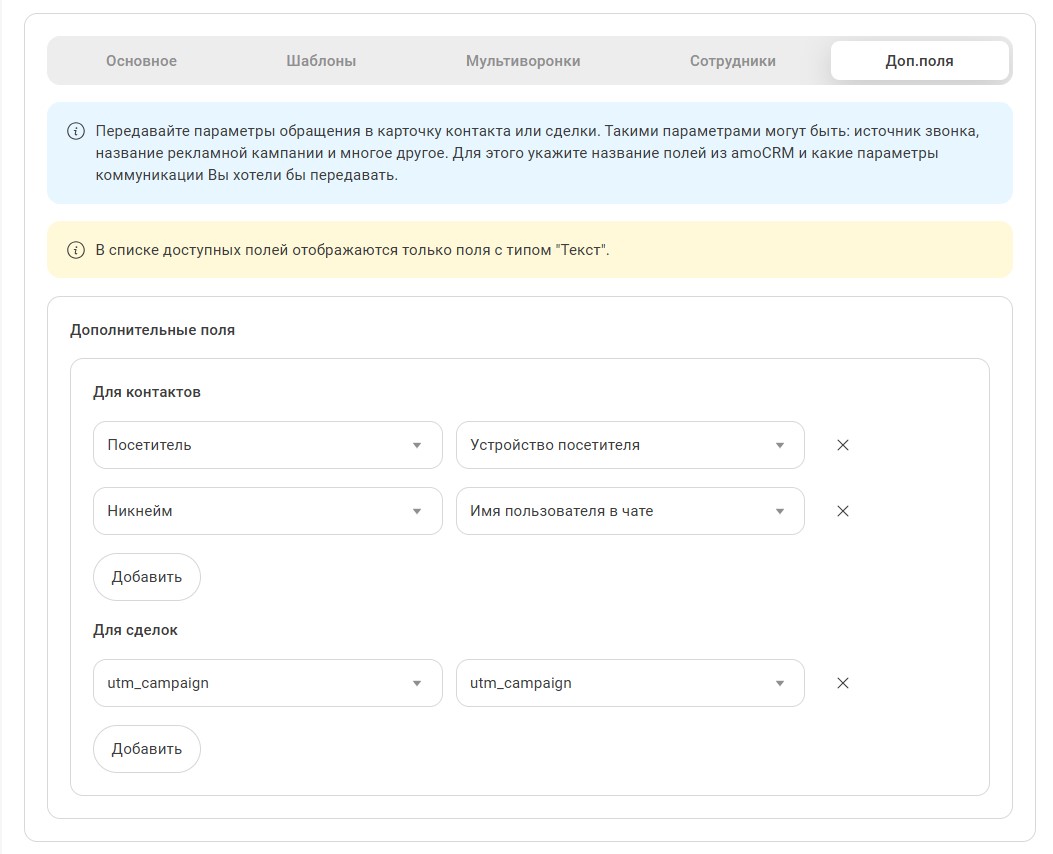 Основное
Шаблоны
Мультиворонки
Сотрудники
Доп.поля
Передавайте параметры обращения в карточку контакта или сделки. Такими параметрами могут быть: источник звонка,
название рекламной кампании и многое другое. Для этого укажите название полей из amoCRM и какие параметры
коммуникации Вы хотели бы передавать.
В списке доступных полей отображаются только поля с типом "Текст".
Дополнительные поля
Для контактов
Посетитель
Устройство посетителя
Никнейм
Имя пользователя в чате
Добавить
Для сделок
utm_campaign
utm_campaign
Добавить